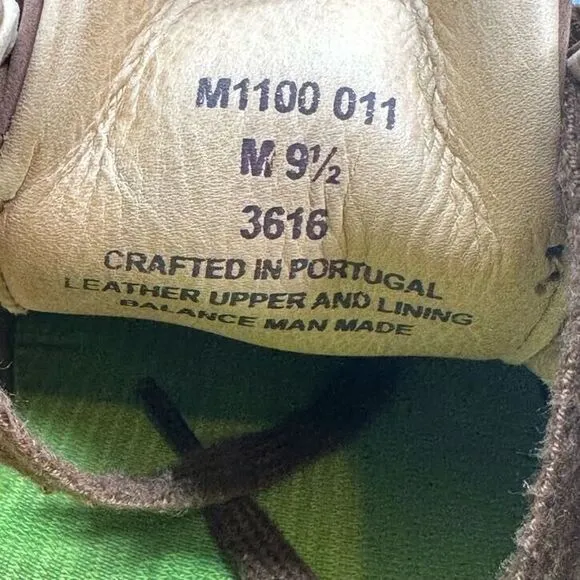 M1100 011
M 9½
3616
CRAFTED IN PORTUGAL
LEATHER UPPER AND LINING
BALANCE MAN MADE